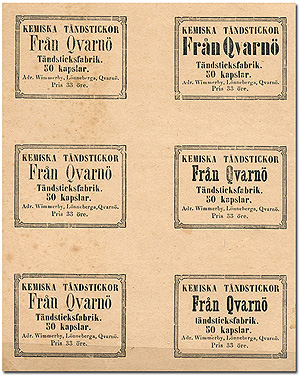 KEMISKA TÄNDSTICKOR
Från Qvarnö
Tändsticksfabrik.
50 kapslar.
Adr. Wimmerby, Lönneberga, Qvarnö.
Pris 33 öre.
KEMISKA TÄNDSTICKOR
Från Qvarnö
Tändsticksfabrik.
50 kapslar.
Adr. Wimmerby, Lönneberga, Qvarnö.
Pris 33 öre.
KEMISKA TÄNDSTICKOR
Från Qvarnö
Tändsticksfabrik.
50 kapslar.
Adr. Wimmerby, Lönneberga, Qvarnö.
Pris 33 öre.
KEMISKA TÄNDSTICKOR
Från Qvarnö
Tändsticksfabrik.
50 kapslar.
Adr. Wimmerby, Lönneberga, Qvarnö.
Pris 33 öre.
KEMISKA TÄNDSTICKOR
Från Qvarnö
Tändsticksfabrik.
50 kapslar.
Adr. Wimmerby, Lönneberga, Qvarnö.
Pris 33 öre.
KEMISKA TÄNDSTICKOR
Från Qvarnö
tändsticksfabrik.
50 kapslar.
Adr. Wimmerby, Lönneberga, Qvarnö.
Pris 33 öre.